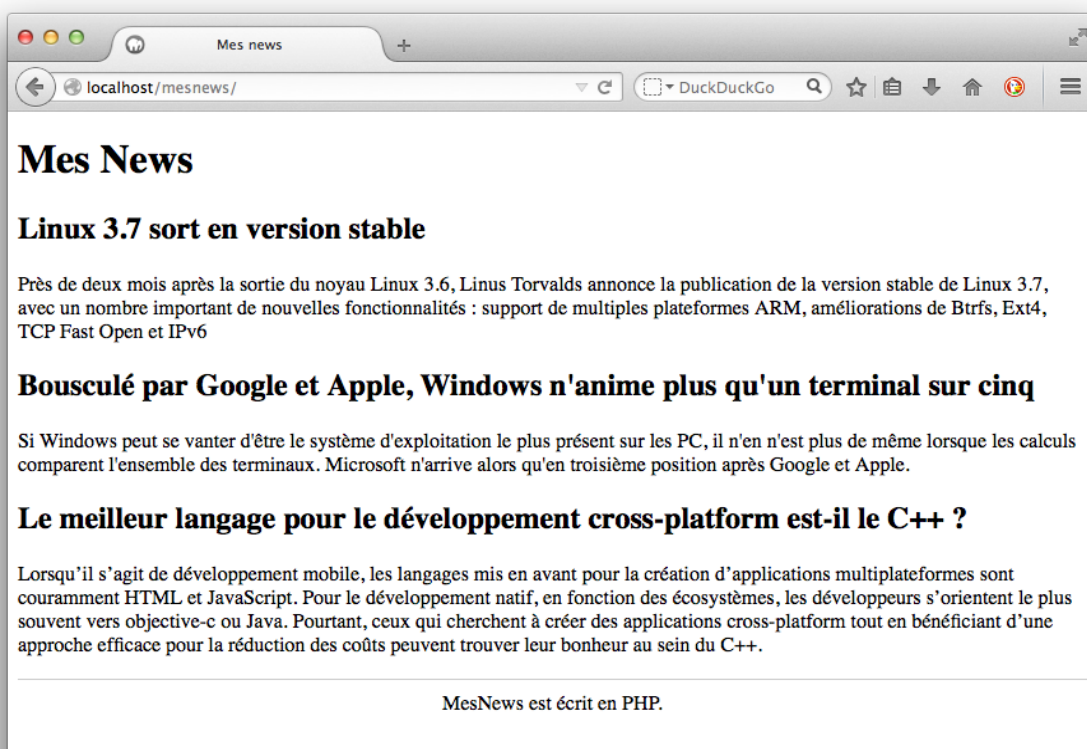 Mes news
localhost/mesnews/
DuckDuckGo
Mes News
Linux 3.7 sort en version stable
Près de deux mois après la sortie du noyau Linux 3.6, Linus Torvalds annonce la publication de la version stable de Linux 3.7,
avec un nombre important de nouvelles fonctionnalités : support de multiples plateformes ARM, améliorations de Btrfs, Ext4,
TCP Fast Open et IPv6
Bousculé par Google et Apple, Windows n'anime plus qu'un terminal sur cinq
Si Windows peut se vanter d'être le système d'exploitation le plus présent sur les PC, il n'en n'est plus de même lorsque les calculs
comparent l'ensemble des terminaux. Microsoft n'arrive alors qu'en troisième position après Google et Apple.
Le meilleur langage pour le développement cross-platform est-il le C++ ?
Lorsqu’il s’agit de développement mobile, les langages mis en avant pour la création d’applications multiplateformes sont
couramment HTML et JavaScript. Pour le développement natif, en fonction des écosystèmes, les développeurs s’orientent le plus
souvent vers objective-c ou Java. Pourtant, ceux qui cherchent à créer des applications cross-platform tout en bénéficiant d’une
approche efficace pour la réduction des coûts peuvent trouver leur bonheur au sein du C++.
MesNews est écrit en PHP.